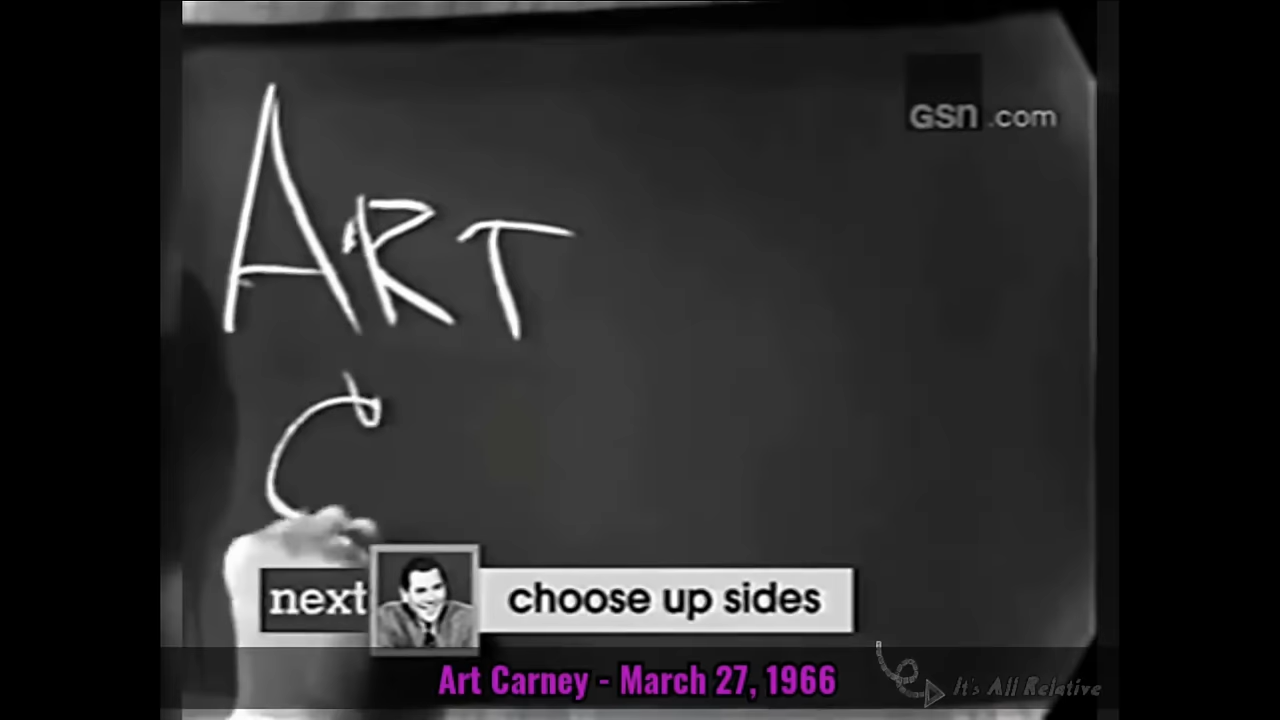 GSN.com
ART
C
next choose up sides
Art Carney - March 27, 1966
It's All Relative